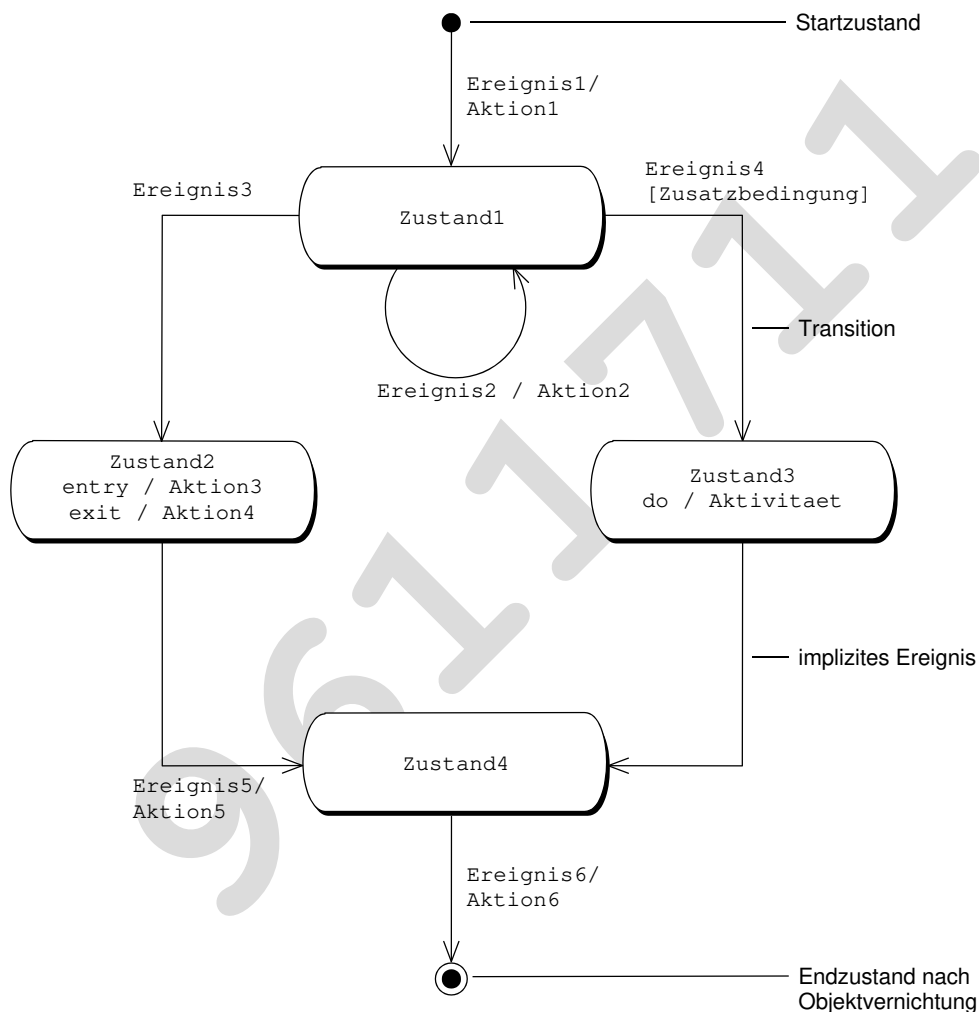 Startzustand
Ereignis1/
Aktion1
Ereignis3
Ereignis4
[Zusatzbedingung]
Zustand1
Transition
Ereignis2 / Aktion2
Zustand2
entry / Aktion3
exit / Aktion4
Zustand3
do / Aktivitaet
implizites Ereignis
Zustand4
Ereignis5/
Aktion5
Ereignis6/
Aktion6
Endzustand nach
Objektvernichtung
9611711